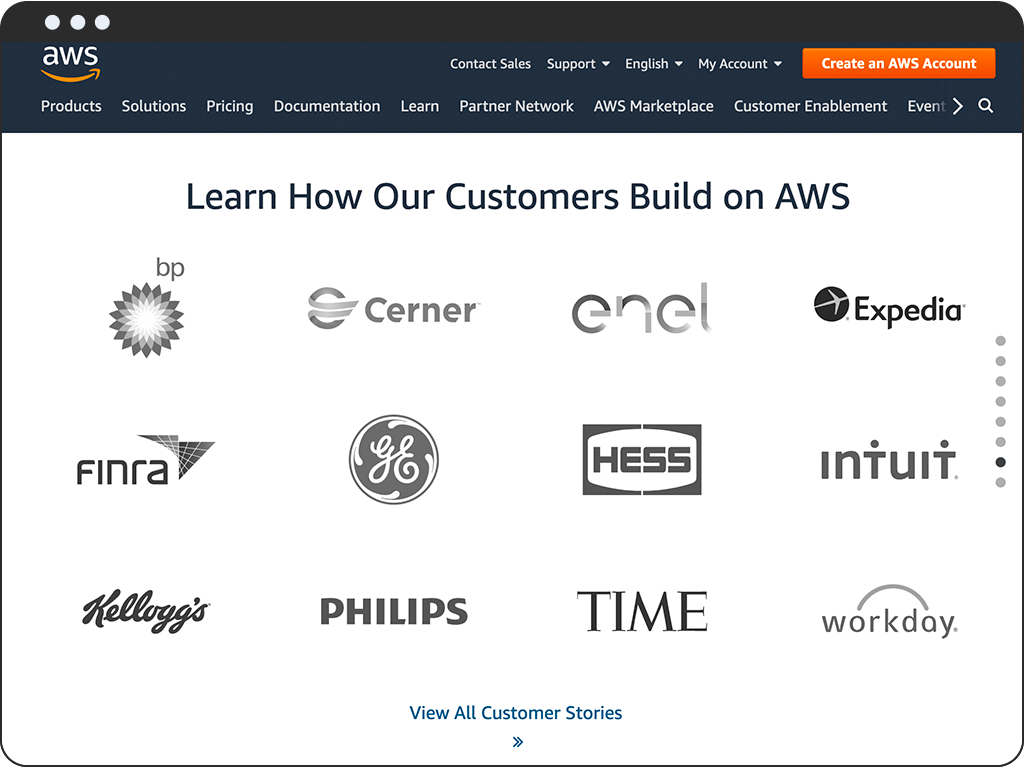 aws
Contact Sales Support English My Account Create an AWS Account
Products Solutions Pricing Documentation Learn Partner Network AWS Marketplace Customer Enablement Event
Learn How Our Customers Build on AWS
bp
Cerner™
enel
Expedia®
finra
GE
HESS
intuit®
Kellogg's®
PHILIPS
TIME
workday®
View All Customer Stories